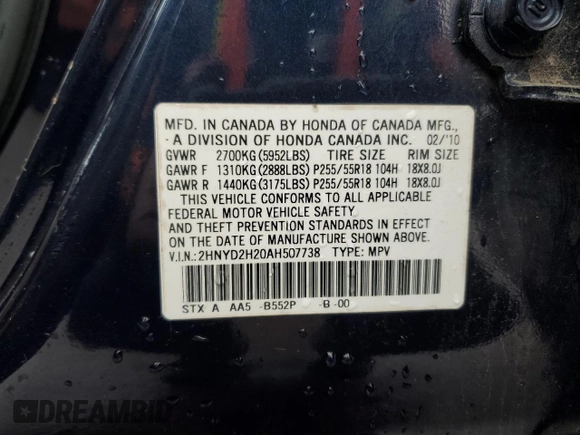 MFD. IN CANADA BY HONDA OF CANADA MFG.,
A DIVISION OF HONDA CANADA INC. 02/'10
GVWR 2700KG(5952LBS) TIRE SIZE RIM SIZE
GAWR F 1310KG(2888LBS) P255/55R18 104H 18X8.0J
GAWR R 1440KG(3175LBS) P255/55R18 104H 18X8.0J
THIS VEHICLE CONFORMS TO ALL APPLICABLE
FEDERAL MOTOR VEHICLE SAFETY
AND THEFT PREVENTION STANDARDS IN EFFECT
ON THE DATE OF MANUFACTURE SHOWN ABOVE.
V.I.N.:2HNYD2H20AH507738 TYPE: MPV
STX A AA5 -B552P -B -00
DREAMBID